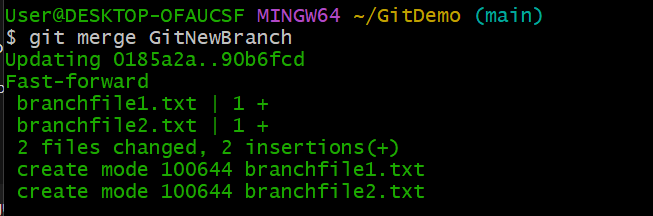 User@DESKTOP-OFAUCSF MINGW64 ~/GitDemo (main)
$ git merge GitNewBranch
Updating 0185a2a..90b6fcd
Fast-forward
 branchfile1.txt | 1 +
 branchfile2.txt | 1 +
 2 files changed, 2 insertions(+)
 create mode 100644 branchfile1.txt
 create mode 100644 branchfile2.txt